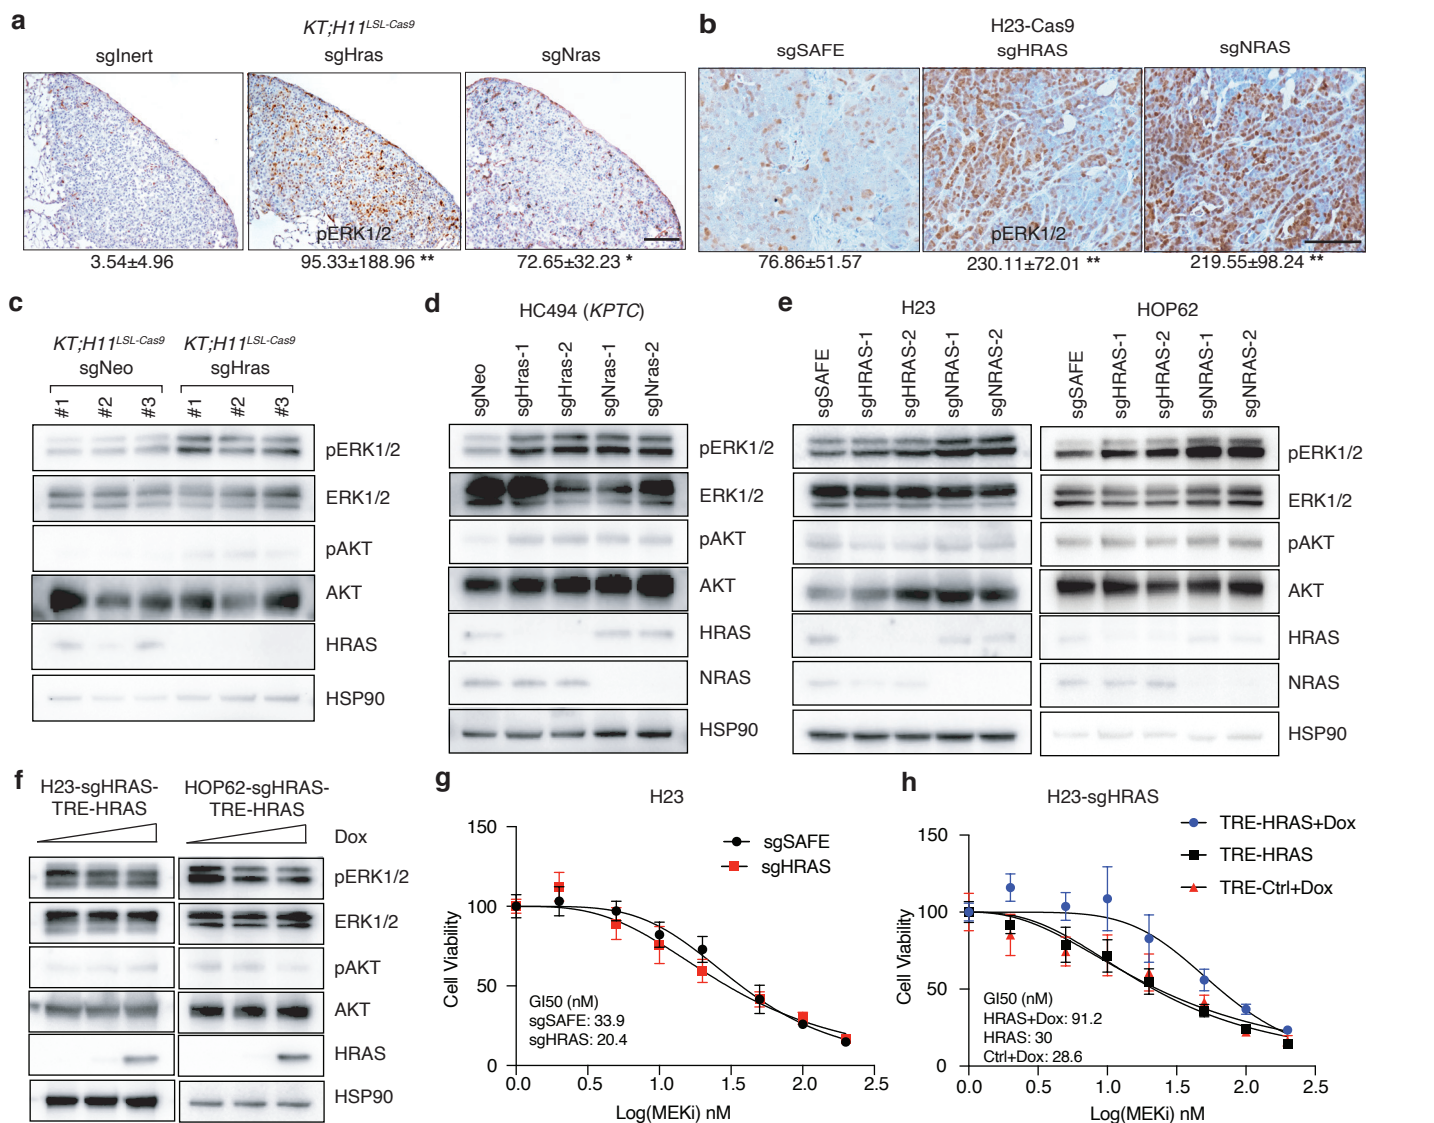 a
KT;H11LSL-Cas9
sgInert
sgHras
sgNras
pERK1/2
3.54±4.96
95.33±188.96 **
72.65±32.23 *
b
H23-Cas9
sgSAFE
sgHRAS
sgNRAS
pERK1/2
76.86±51.57
230.11±72.01 **
219.55±98.24 **
c
KT;H11LSL-Cas9 KT;H11LSL-Cas9
sgNeo sgHras
#1 #2 #3 #1 #2 #3
pERK1/2
ERK1/2
pAKT
AKT
HRAS
HSP90
d
HC494 (KPTC)
sgNeo sgHras-1 sgHras-2 sgNras-1 sgNras-2
pERK1/2
ERK1/2
pAKT
AKT
HRAS
NRAS
HSP90
e
H23
sgSAFE sgHRAS-1 sgHRAS-2 sgNRAS-1 sgNRAS-2
HOP62
sgSAFE sgHRAS-1 sgHRAS-2 sgNRAS-1 sgNRAS-2
pERK1/2
ERK1/2
pAKT
AKT
HRAS
NRAS
HSP90
f
H23-sgHRAS-
TRE-HRAS
HOP62-sgHRAS-
TRE-HRAS
Dox
pERK1/2
ERK1/2
pAKT
AKT
HRAS
HSP90
g
H23
sgSAFE
sgHRAS
150
100
50
0
Cell Viability
GI50 (nM)
sgSAFE: 33.9
sgHRAS: 20.4
0.0 0.5 1.0 1.5 2.0 2.5
Log(MEKi) nM
h
H23-sgHRAS
TRE-HRAS+Dox
TRE-HRAS
TRE-Ctrl+Dox
150
100
50
0
Cell Viability
GI50 (nM)
HRAS+Dox: 91.2
HRAS: 30
Ctrl+Dox: 28.6
0.0 0.5 1.0 1.5 2.0 2.5
Log(MEKi) nM